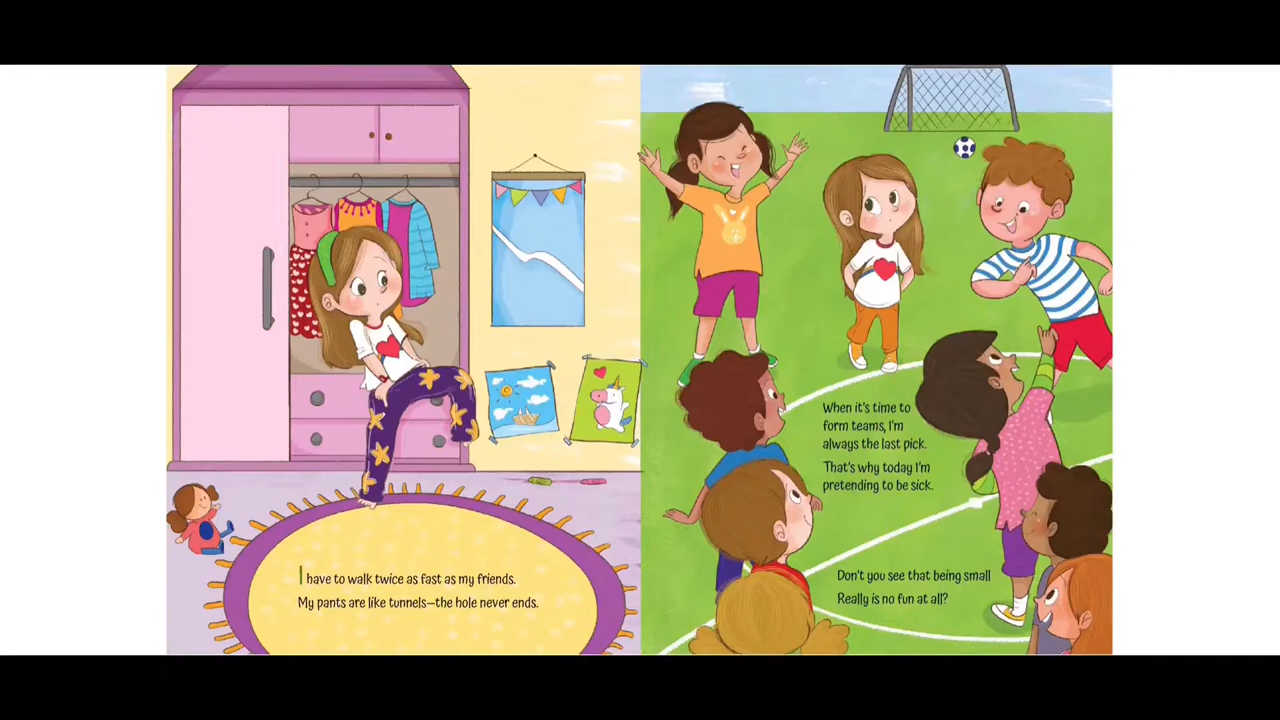 I have to walk twice as fast as my friends.
My pants are like tunnels—the hole never ends.
When it's time to
form teams, I'm
always the last pick.
That's why today I'm
pretending to be sick.
Don't you see that being small
Really is no fun at all?